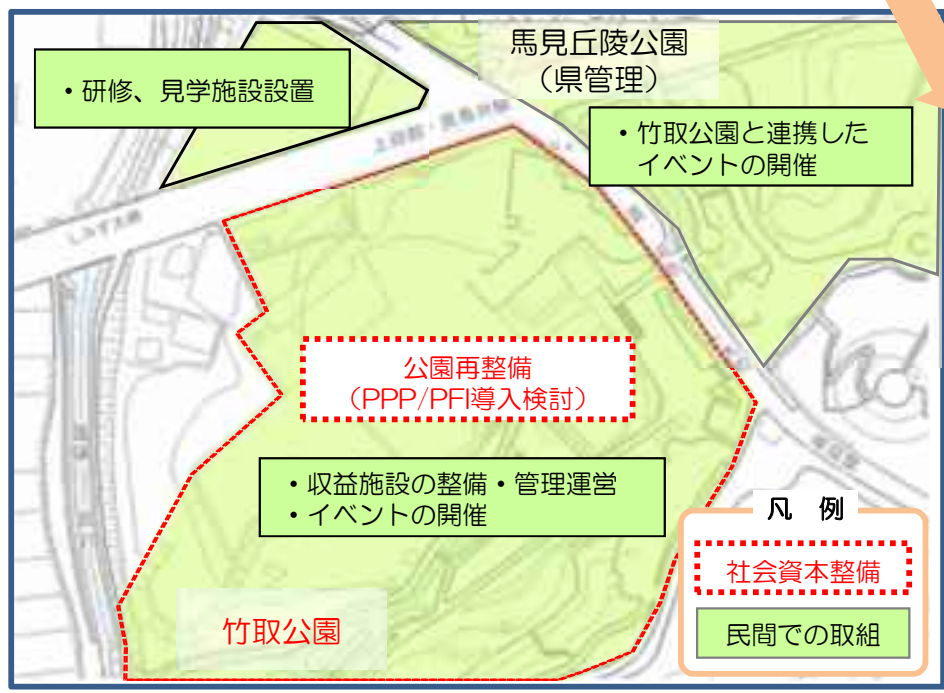 馬見丘陵公園
（県管理）
・研修、見学施設設置
・竹取公園と連携した
イベントの開催
公園再整備
（PPP/PFI導入検討）
・収益施設の整備・管理運営
・イベントの開催
竹取公園
凡　例
社会資本整備
民間での取組